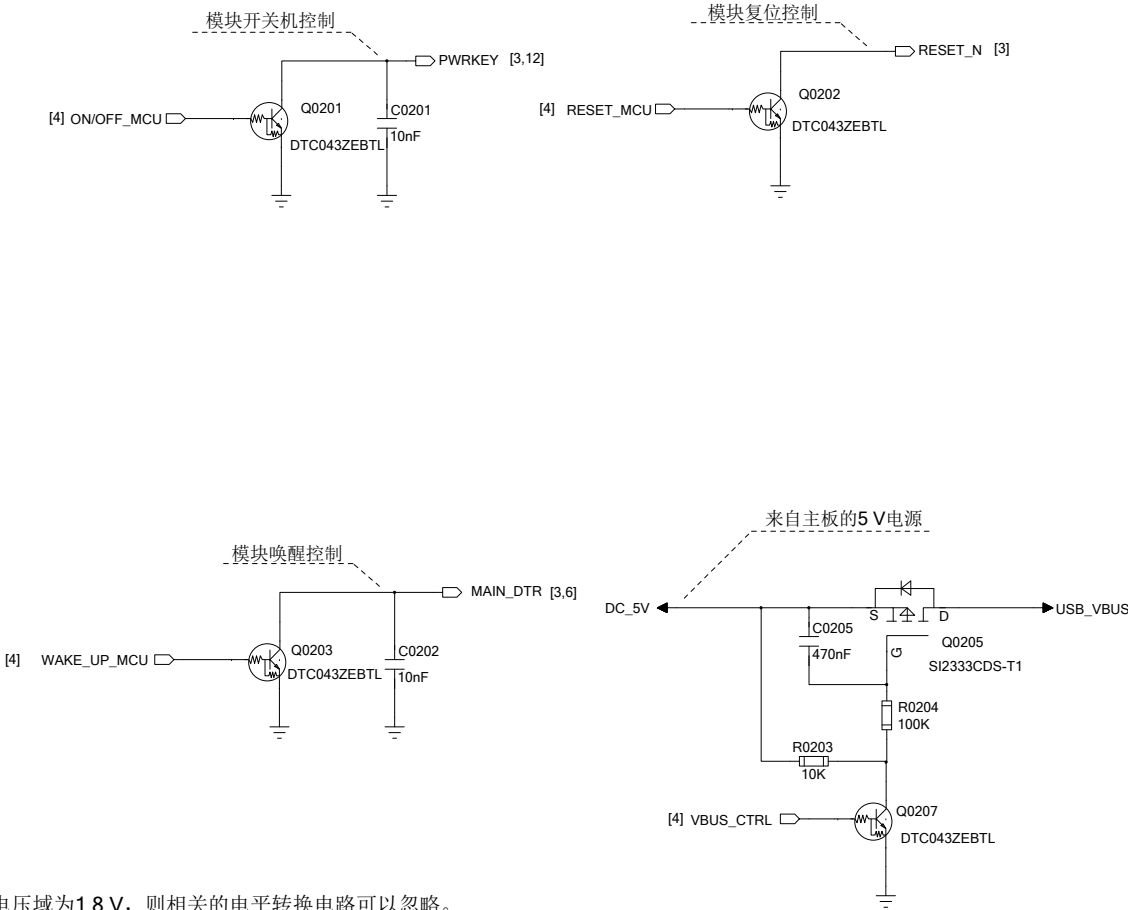 模块开关机控制
PWRKEY [3,12]
[4] ON/OFF_MCU
Q0201
DTC043ZEBTL
C0201
10nF
模块复位控制
RESET_N [3]
[4] RESET_MCU
Q0202
DTC043ZEBTL
模块唤醒控制
MAIN_DTR [3,6]
[4] WAKE_UP_MCU
Q0203
DTC043ZEBTL
C0202
10nF
来自主板的5 V电源
DC_5V
USB_VBUS
S
D
G
Q0205
SI2333CDS-T1
C0205
470nF
R0204
100K
R0203
10K
[4] VBUS_CTRL
Q0207
DTC043ZEBTL
电压域为1.8 V，则相关的电平转换电路可以忽略。